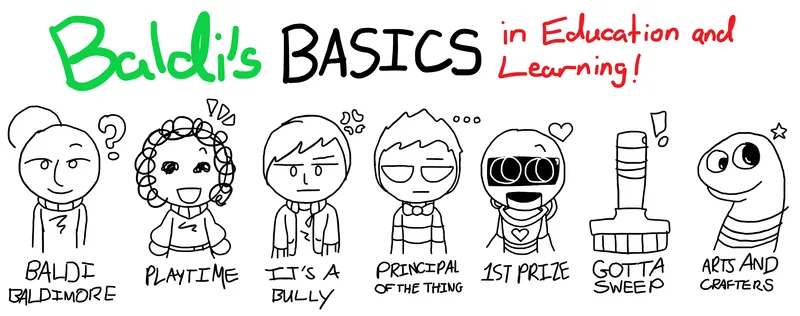 Baldi's BASICS in Education and
Learning!
BALDI
BALDIMORE
PLAYTIME
IT'S A
BULLY
PRINCIPAL
OF THE THING
1ST PRIZE
GOTTA
SWEEP
ARTS AND
CRAFTERS